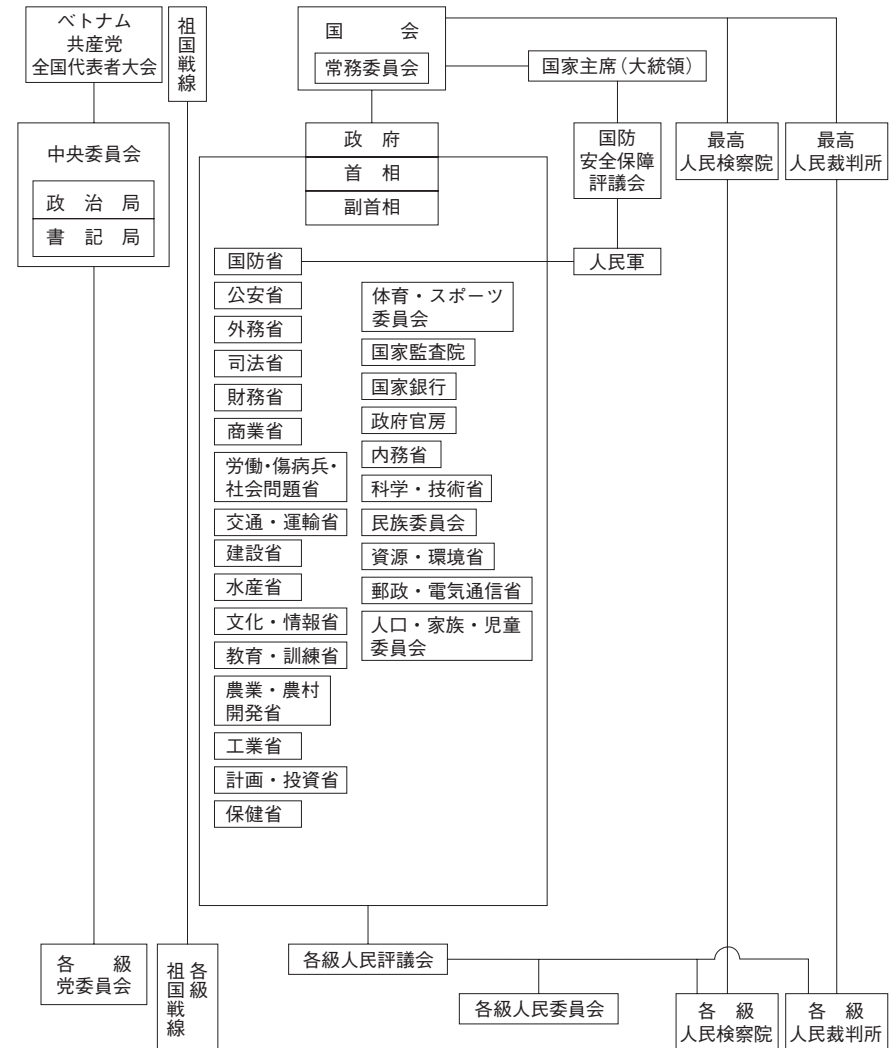 ベトナム
共産党
全国代表者大会
祖国戦線
国　会
常務委員会
国家主席（大統領）
中央委員会
政　治　局
書　記　局
政　府
首　相
副首相
国防
安全保障
評議会
最高
人民検察院
最高
人民裁判所
人民軍
国防省
公安省
外務省
司法省
財務省
商業省
労働・傷病兵・
社会問題省
交通・運輸省
建設省
水産省
文化・情報省
教育・訓練省
農業・農村
開発省
工業省
計画・投資省
保健省
体育・スポーツ
委員会
国家監査院
国家銀行
政府官房
内務省
科学・技術省
民族委員会
資源・環境省
郵政・電気通信省
人口・家族・児童
委員会
各　級
党委員会
各級
祖国戦線
各級人民評議会
各級人民委員会
各　級
人民検察院
各　級
人民裁判所